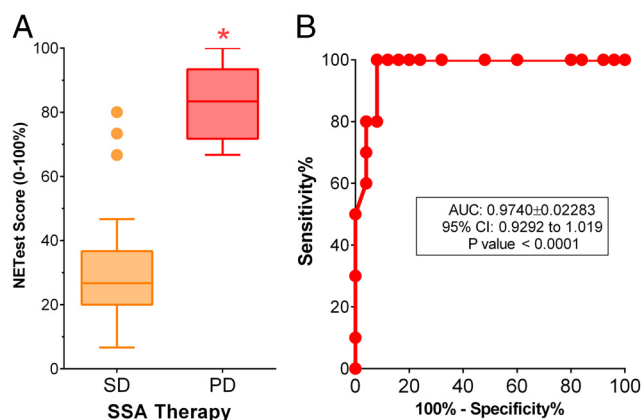 A
NETest Score (0-100%)
100
80
60
40
20
0
*
SD
PD
SSA Therapy
B
Sensitivity%
100
80
60
40
20
0
AUC: 0.9740±0.02283
95% CI: 0.9292 to 1.019
P value < 0.0001
0
20
40
60
80
100
100% - Specificity%